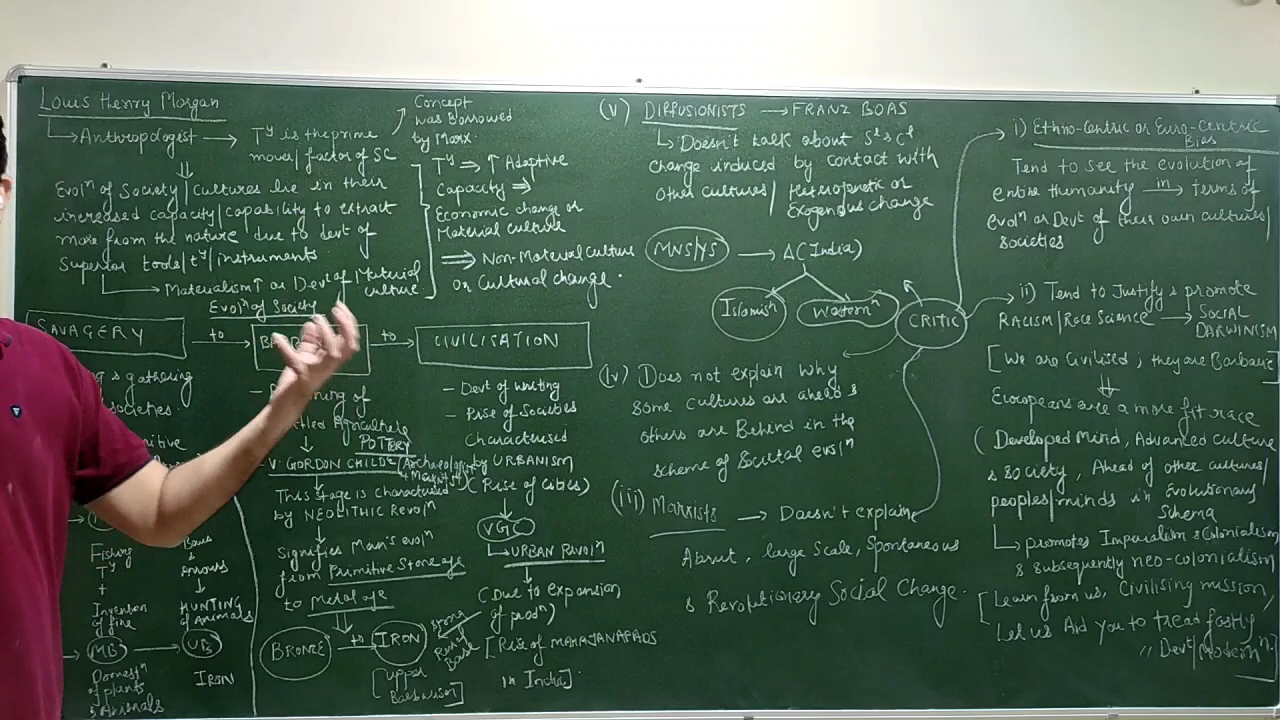 Louis Henry Morgan
Anthropologist → Tʸ is the prime
mover/factor of SC
Concept
was borrowed
by Marx.
Evolⁿ of Society/cultures lie in their
increased capacity/capability to extract
more from the nature due to devt of
Superior tools/tʸ/instruments
Materialism↑ or Devt of Material
culture
Tʸ ⇒ ↑ Adaptive
Capacity ⇒
Economic change or
Material culture
⇒ Non-Material culture
or Cultural change.
Evolⁿ of Society
SAVAGERY
to
to
CIVILISATION
gathering
societies.
Fishing
Tʸ
+
Invention
of fire
Bows
&
Arrows
↓
HUNTING
of Animals
MB → UB
Domestⁿ
of plants
& Animals
IRON
Agriculture
POTTERY
- V. GORDON CHILDE (Archaeologist
+ Marxist)
This stage is characterised
by NEOLITHIC Revolⁿ
Signifies Man's evolⁿ
from Primitive Stone age
to Metal age
BRONZE to IRON
[Upper
Barbarism]
- Devt of writing
- Rise of Societies
Characterised
by URBANISM
(Rise of cities)
VGC
URBAN Revolⁿ
(Due to expansion
of prodⁿ)
[Rise of MAHAJANAPADS
in India]
(v) DIFFUSIONISTS → FRANZ BOAS
Doesn't talk about Sˡ & Cˡ
change induced by contact with
other cultures/Heterogenetic or
Exogenous change
MNS/YS → A (India)
Islamisⁿ
Westernⁿ
CRITIC
(iv) Does not explain why
some cultures are ahead &
others are Behind in the
scheme of Societal evolⁿ
(iii) Marxists → Doesn't explain
Abrut, large Scale, Spontaneous
& Revolutionary Social Change.
i) Ethno-Centric or Euro-Centric
Bias
Tend to see the evolution of
entire Humanity in → terms of
evolⁿ or Devt of their own cultures/
societies
ii) Tend to Justify & promote
RACISM/Race Science → SOCIAL
DARWINISM
[We are Civilised, they are Barbaric]
⇓
Europeans are a more fit race
(Developed Mind, Advanced culture
& society, Ahead of other cultures/
peoples/minds in Evolutionary
Schema
promotes Imperialism & Colonialism
& subsequently neo-colonialism
[Learn from us, Civilising mission,
Let us Aid you to tread fastly
" Devt/Modernⁿ]